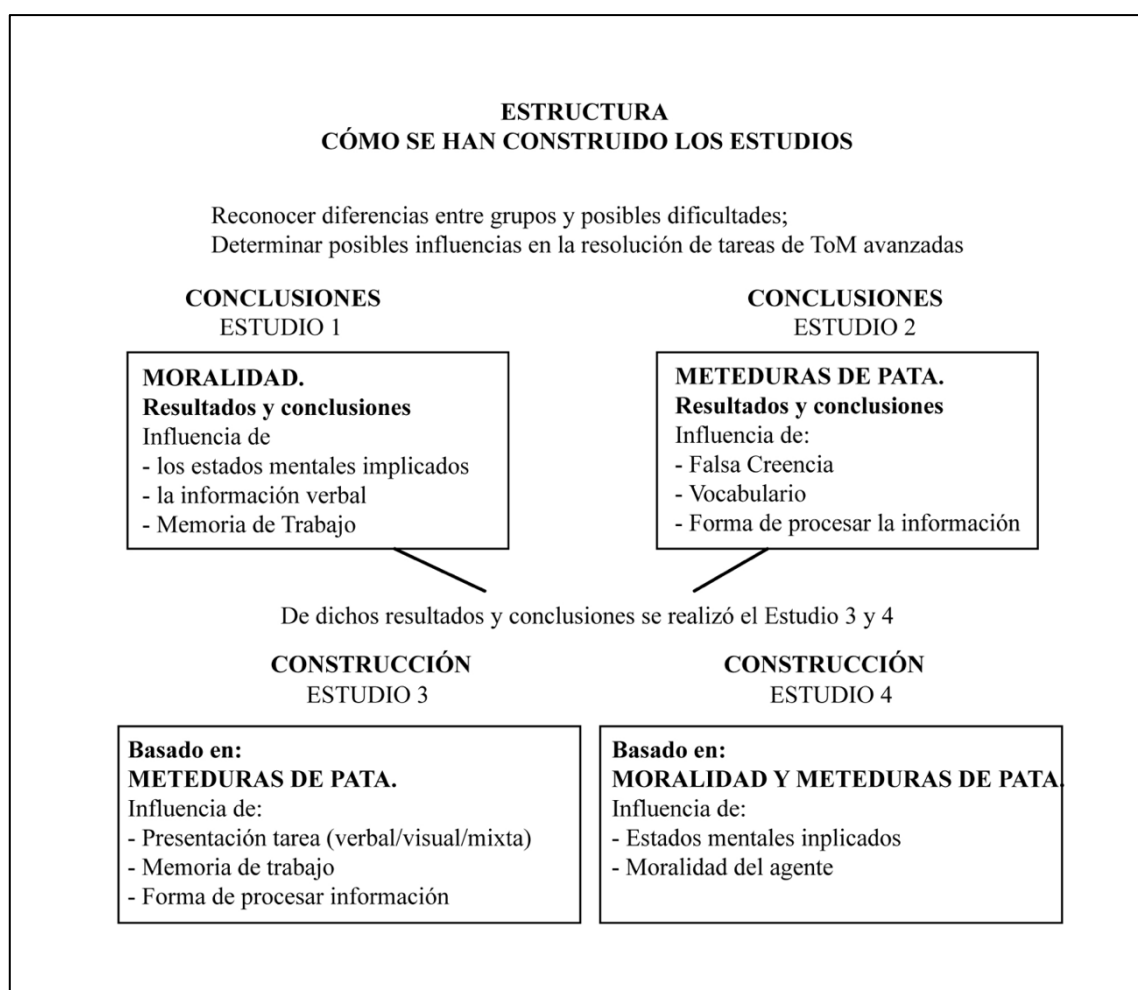 ESTRUCTURA
CÓMO SE HAN CONSTRUIDO LOS ESTUDIOS
Reconocer diferencias entre grupos y posibles dificultades;
Determinar posibles influencias en la resolución de tareas de ToM avanzadas
CONCLUSIONES
ESTUDIO 1
MORALIDAD.
Resultados y conclusiones
Influencia de
- los estados mentales implicados
- la información verbal
- Memoria de Trabajo
CONCLUSIONES
ESTUDIO 2
METEDURAS DE PATA.
Resultados y conclusiones
Influencia de:
- Falsa Creencia
- Vocabulario
- Forma de procesar la información
De dichos resultados y conclusiones se realizó el Estudio 3 y 4
CONSTRUCCIÓN
ESTUDIO 3
Basado en:
METEDURAS DE PATA.
Influencia de:
- Presentación tarea (verbal/visual/mixta)
- Memoria de trabajo
- Forma de procesar información
CONSTRUCCIÓN
ESTUDIO 4
Basado en:
MORALIDAD Y METEDURAS DE PATA.
Influencia de:
- Estados mentales inplicados
- Moralidad del agente